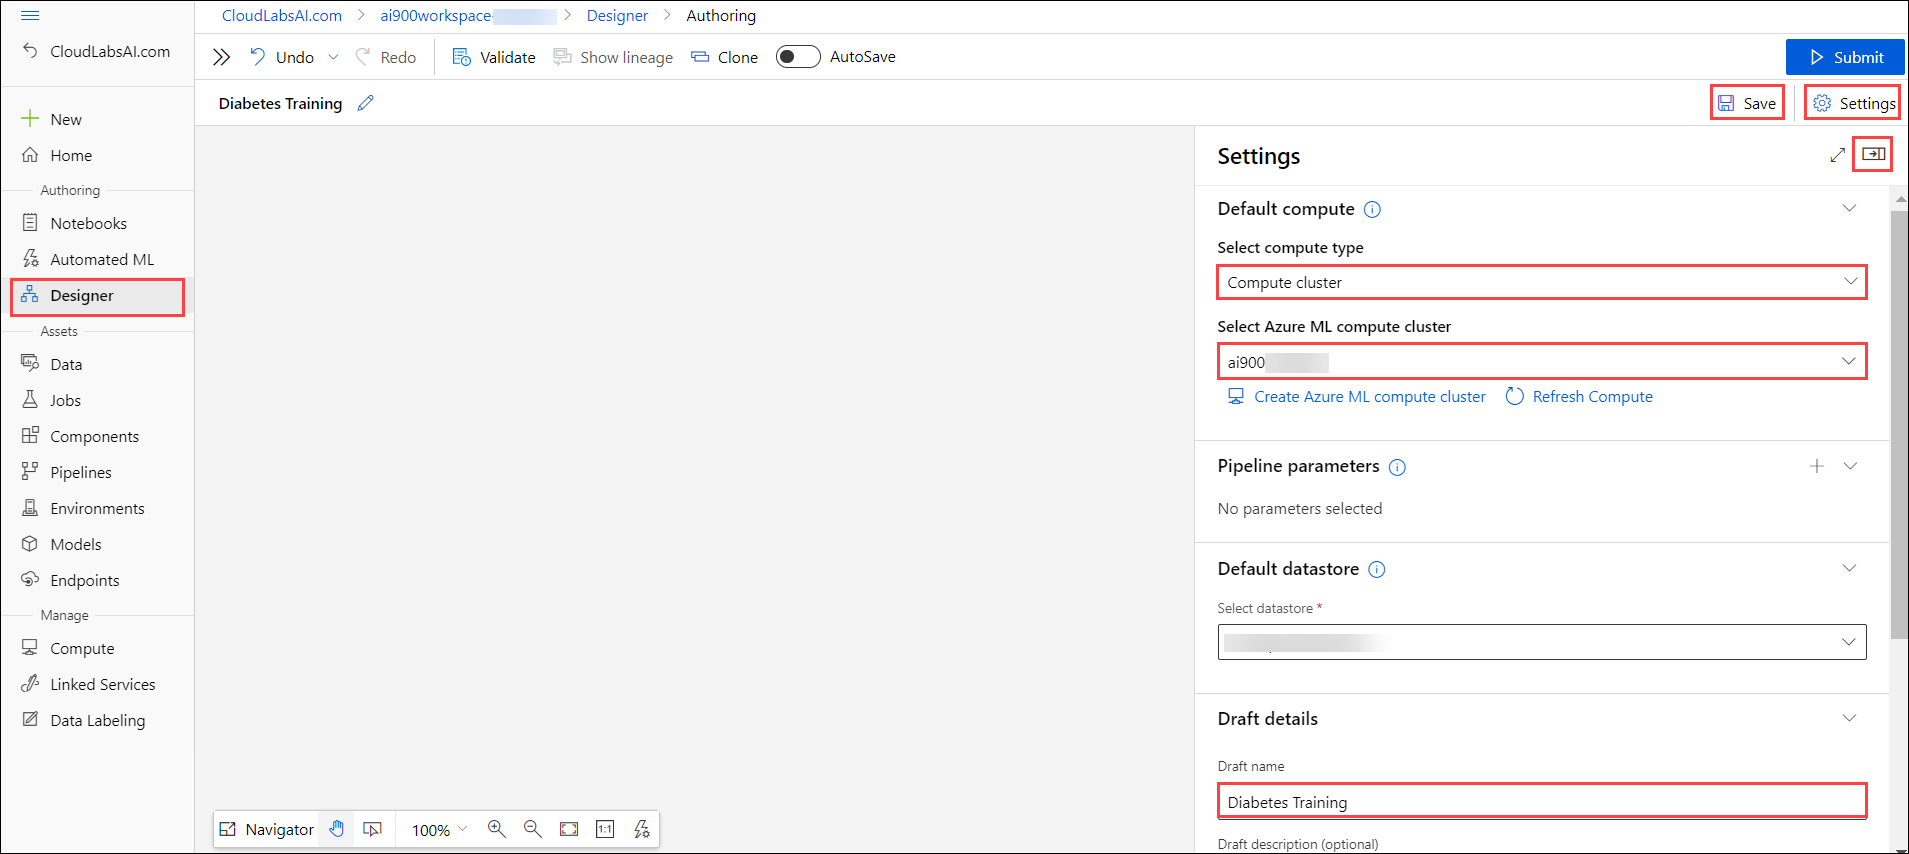 CloudLabsAI.com > ai900workspace- > Designer > Authoring
CloudLabsAI.com
Undo Redo Validate Show lineage Clone AutoSave Submit
Diabetes Training Save Settings
New
Home
Authoring
Notebooks
Automated ML
Designer
Assets
Data
Jobs
Components
Pipelines
Environments
Models
Endpoints
Manage
Compute
Linked Services
Data Labeling
Settings
Default compute
Select compute type
Compute cluster
Select Azure ML compute cluster
ai900
Create Azure ML compute cluster Refresh Compute
Pipeline parameters
No parameters selected
Default datastore
Select datastore *
Draft details
Draft name
Diabetes Training
Draft description (optional)
Navigator 100% 1:1